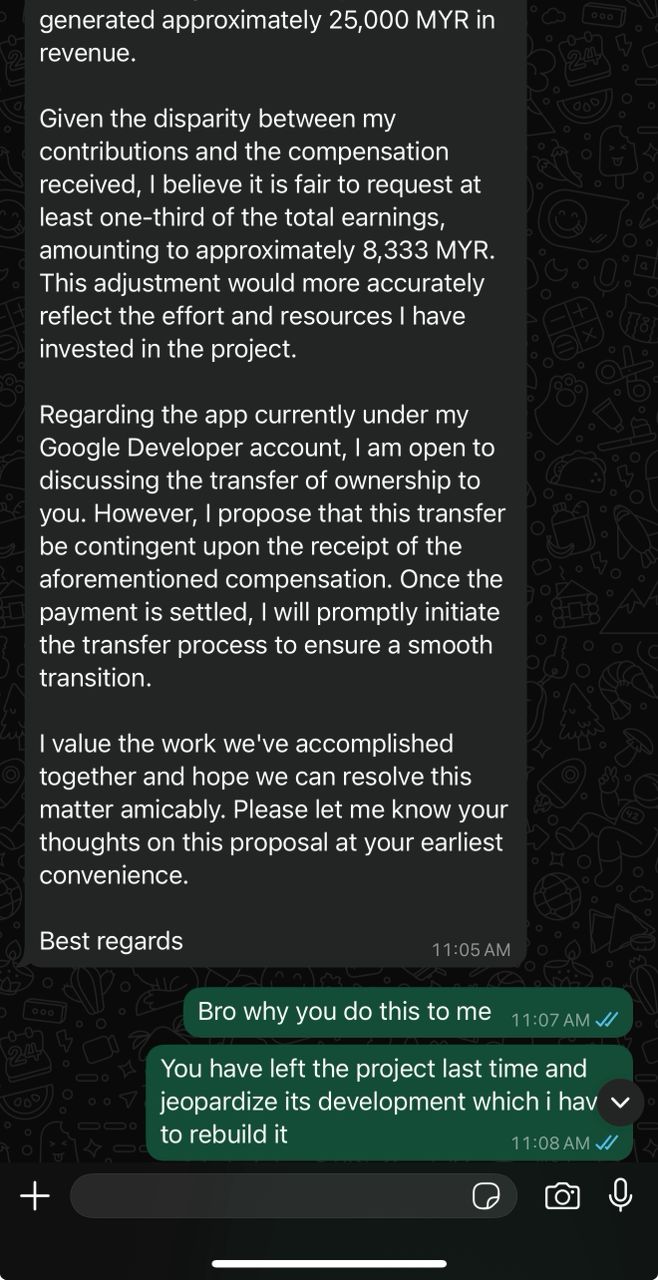 generated approximately 25,000 MYR in
revenue.
Given the disparity between my
contributions and the compensation
received, I believe it is fair to request at
least one-third of the total earnings,
amounting to approximately 8,333 MYR.
This adjustment would more accurately
reflect the effort and resources I have
invested in the project.
Regarding the app currently under my
Google Developer account, I am open to
discussing the transfer of ownership to
you. However, I propose that this transfer
be contingent upon the receipt of the
aforementioned compensation. Once the
payment is settled, I will promptly initiate
the transfer process to ensure a smooth
transition.
I value the work we've accomplished
together and hope we can resolve this
matter amicably. Please let me know your
thoughts on this proposal at your earliest
convenience.
Best regards
11:05 AM
Bro why you do this to me
11:07 AM
You have left the project last time and
jeopardize its development which i hav
to rebuild it
11:08 AM